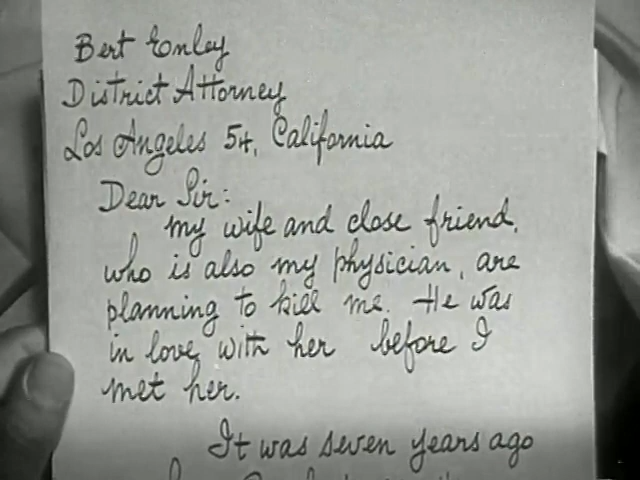 Bert Enley
District Attorney
Los Angeles 54, California
Dear Sir:
My wife and close friend,
who is also my physician, are
planning to kill me. He was
in love with her before I
met her.
It was seven years ago